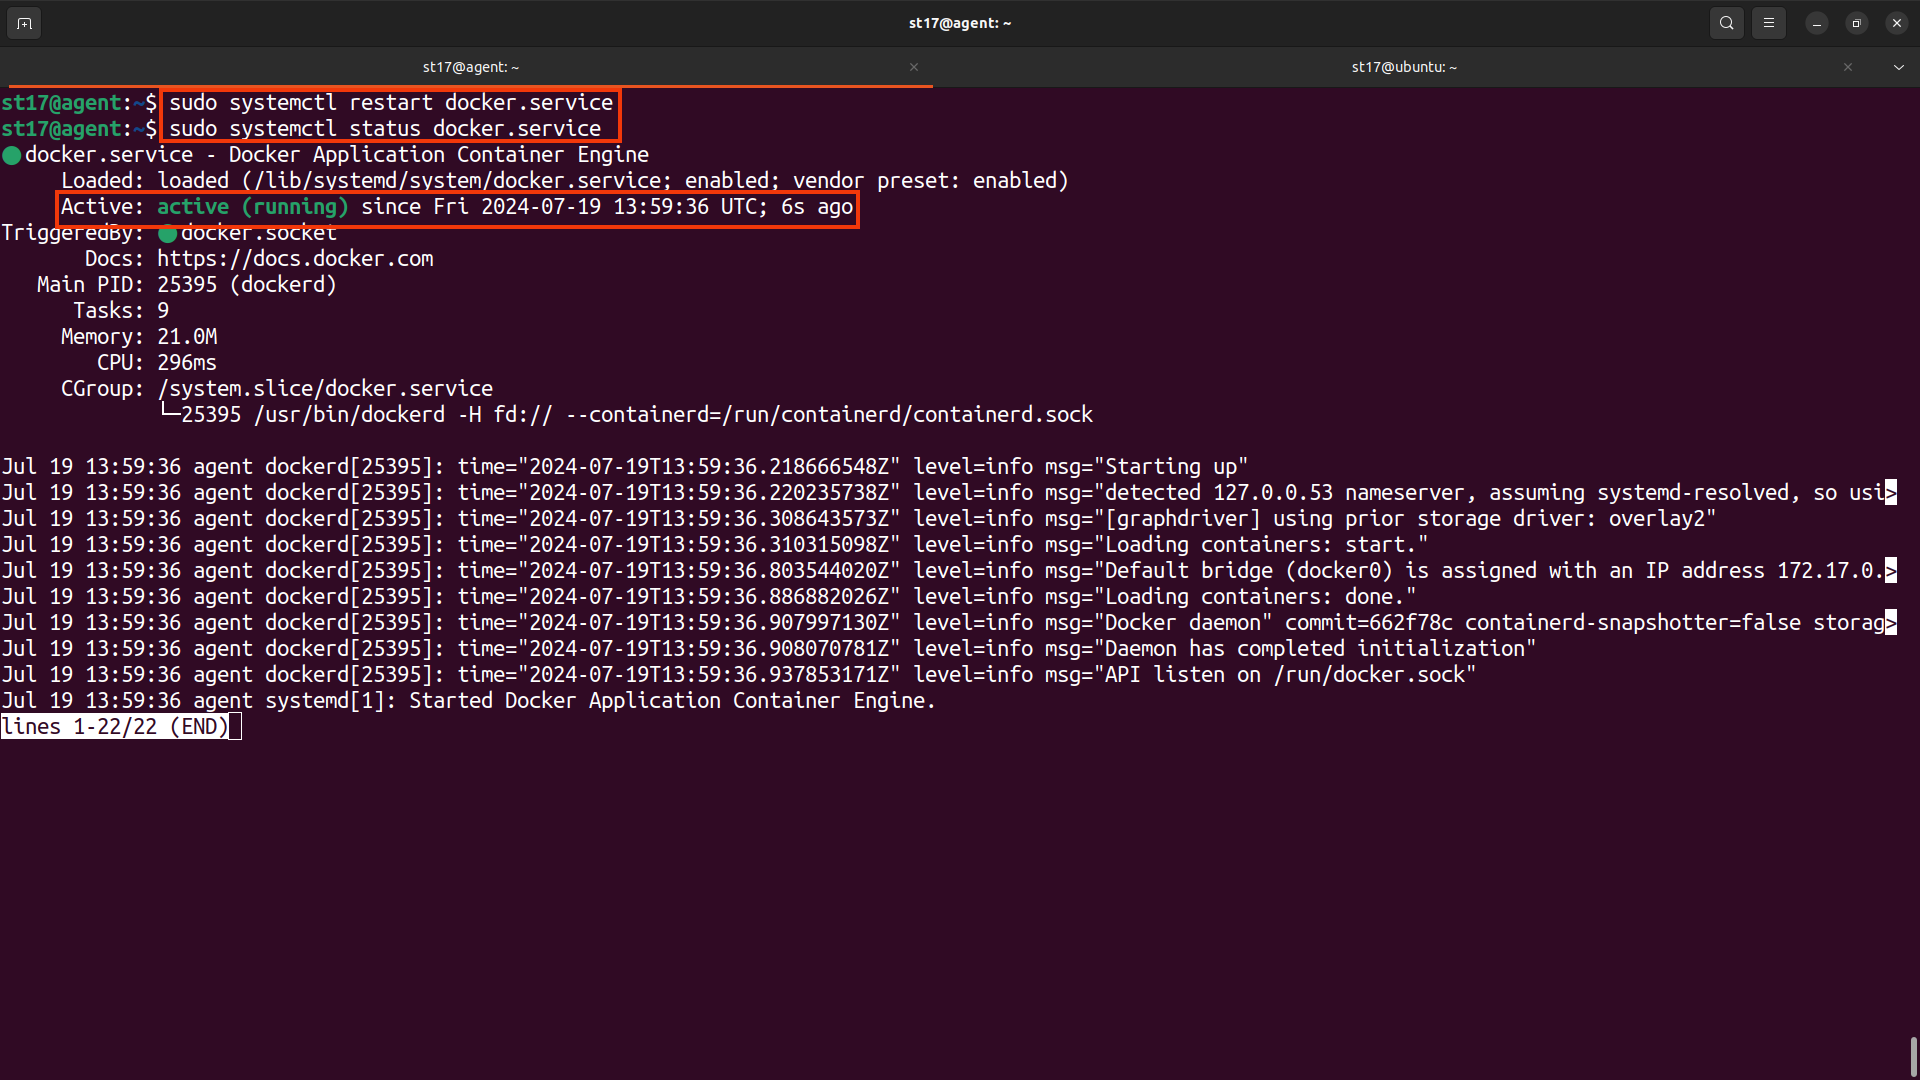 st17@agent: ~
st17@agent: ~
st17@ubuntu: ~
st17@agent:~$ sudo systemctl restart docker.service
st17@agent:~$ sudo systemctl status docker.service
● docker.service - Docker Application Container Engine
Loaded: loaded (/lib/systemd/system/docker.service; enabled; vendor preset: enabled)
Active: active (running) since Fri 2024-07-19 13:59:36 UTC; 6s ago
TriggeredBy: ● docker.socket
Docs: https://docs.docker.com
Main PID: 25395 (dockerd)
Tasks: 9
Memory: 21.0M
CPU: 296ms
CGroup: /system.slice/docker.service
└─25395 /usr/bin/dockerd -H fd:// --containerd=/run/containerd/containerd.sock
Jul 19 13:59:36 agent dockerd[25395]: time="2024-07-19T13:59:36.218666548Z" level=info msg="Starting up"
Jul 19 13:59:36 agent dockerd[25395]: time="2024-07-19T13:59:36.220235738Z" level=info msg="detected 127.0.0.53 nameserver, assuming systemd-resolved, so usi>
Jul 19 13:59:36 agent dockerd[25395]: time="2024-07-19T13:59:36.308643573Z" level=info msg="[graphdriver] using prior storage driver: overlay2"
Jul 19 13:59:36 agent dockerd[25395]: time="2024-07-19T13:59:36.310315098Z" level=info msg="Loading containers: start."
Jul 19 13:59:36 agent dockerd[25395]: time="2024-07-19T13:59:36.803544020Z" level=info msg="Default bridge (docker0) is assigned with an IP address 172.17.0.>
Jul 19 13:59:36 agent dockerd[25395]: time="2024-07-19T13:59:36.886882026Z" level=info msg="Loading containers: done."
Jul 19 13:59:36 agent dockerd[25395]: time="2024-07-19T13:59:36.907997130Z" level=info msg="Docker daemon" commit=662f78c containerd-snapshotter=false storag>
Jul 19 13:59:36 agent dockerd[25395]: time="2024-07-19T13:59:36.908070781Z" level=info msg="Daemon has completed initialization"
Jul 19 13:59:36 agent dockerd[25395]: time="2024-07-19T13:59:36.937853171Z" level=info msg="API listen on /run/docker.sock"
Jul 19 13:59:36 agent systemd[1]: Started Docker Application Container Engine.
lines 1-22/22 (END)